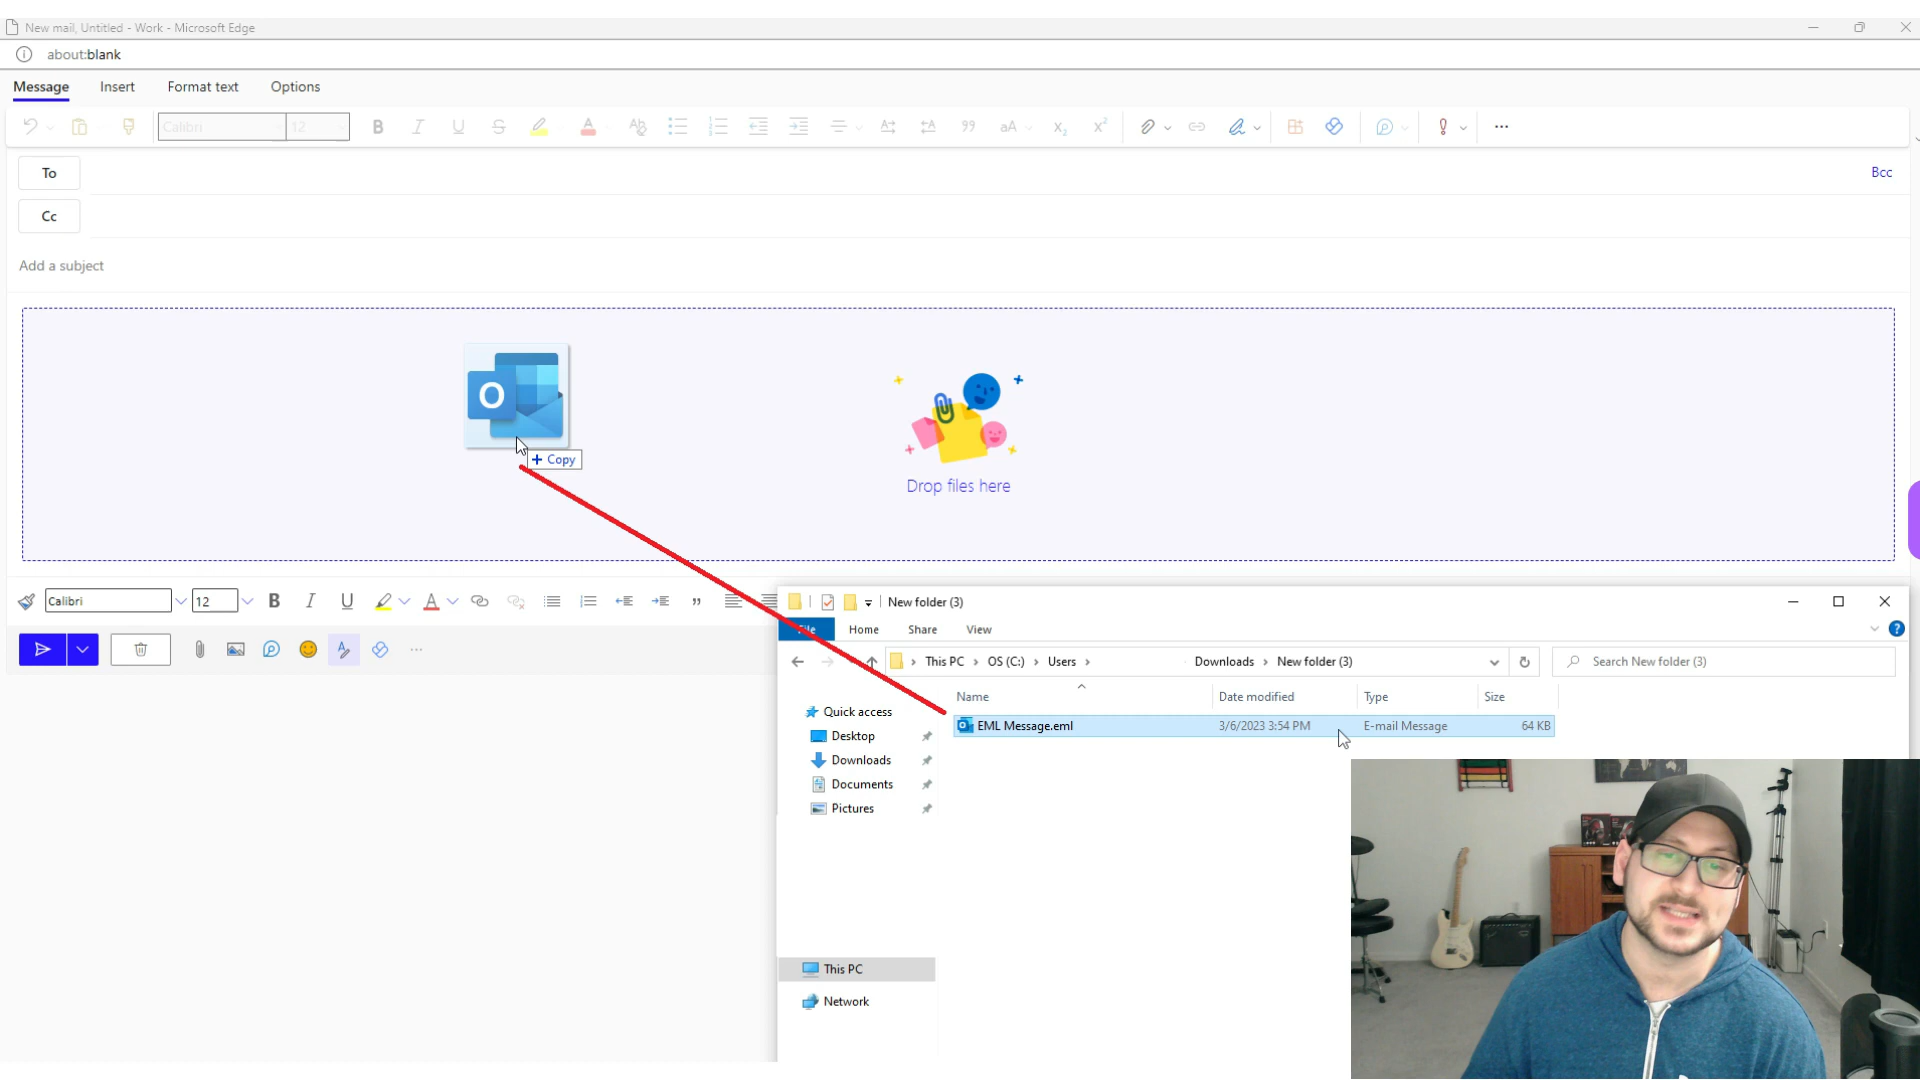 New mail, Untitled - Work - Microsoft Edge
about:blank
Message Insert Format text Options
Calibri 12
To
Bcc
Cc
Add a subject
Copy
Drop files here
Calibri 12
New folder (3)
File Home Share View
This PC OS (C:) Users Downloads New folder (3)
Search New folder (3)
Name Date modified Type Size
EML Message.eml 3/6/2023 3:54 PM E-mail Message 64 KB
Quick access
Desktop
Downloads
Documents
Pictures
This PC
Network